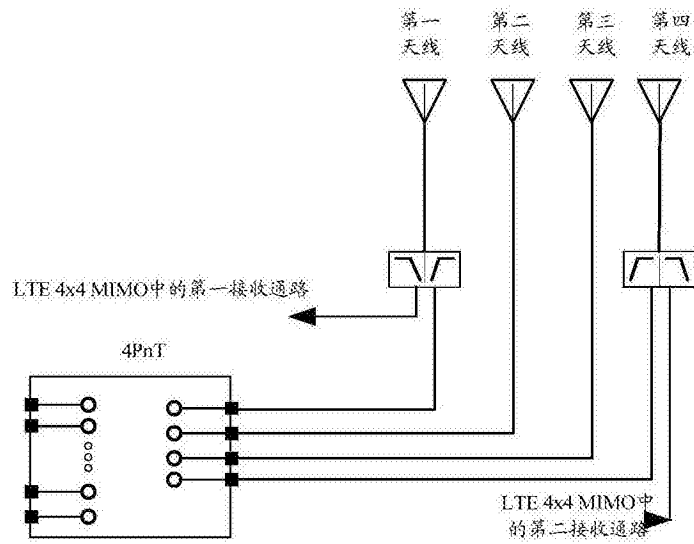 第一
天线
第二
天线
第三
天线
第四
天线
LTE 4x4 MIMO中的第一接收通路
4PnT
LTE 4x4 MIMO中
的第二接收通路